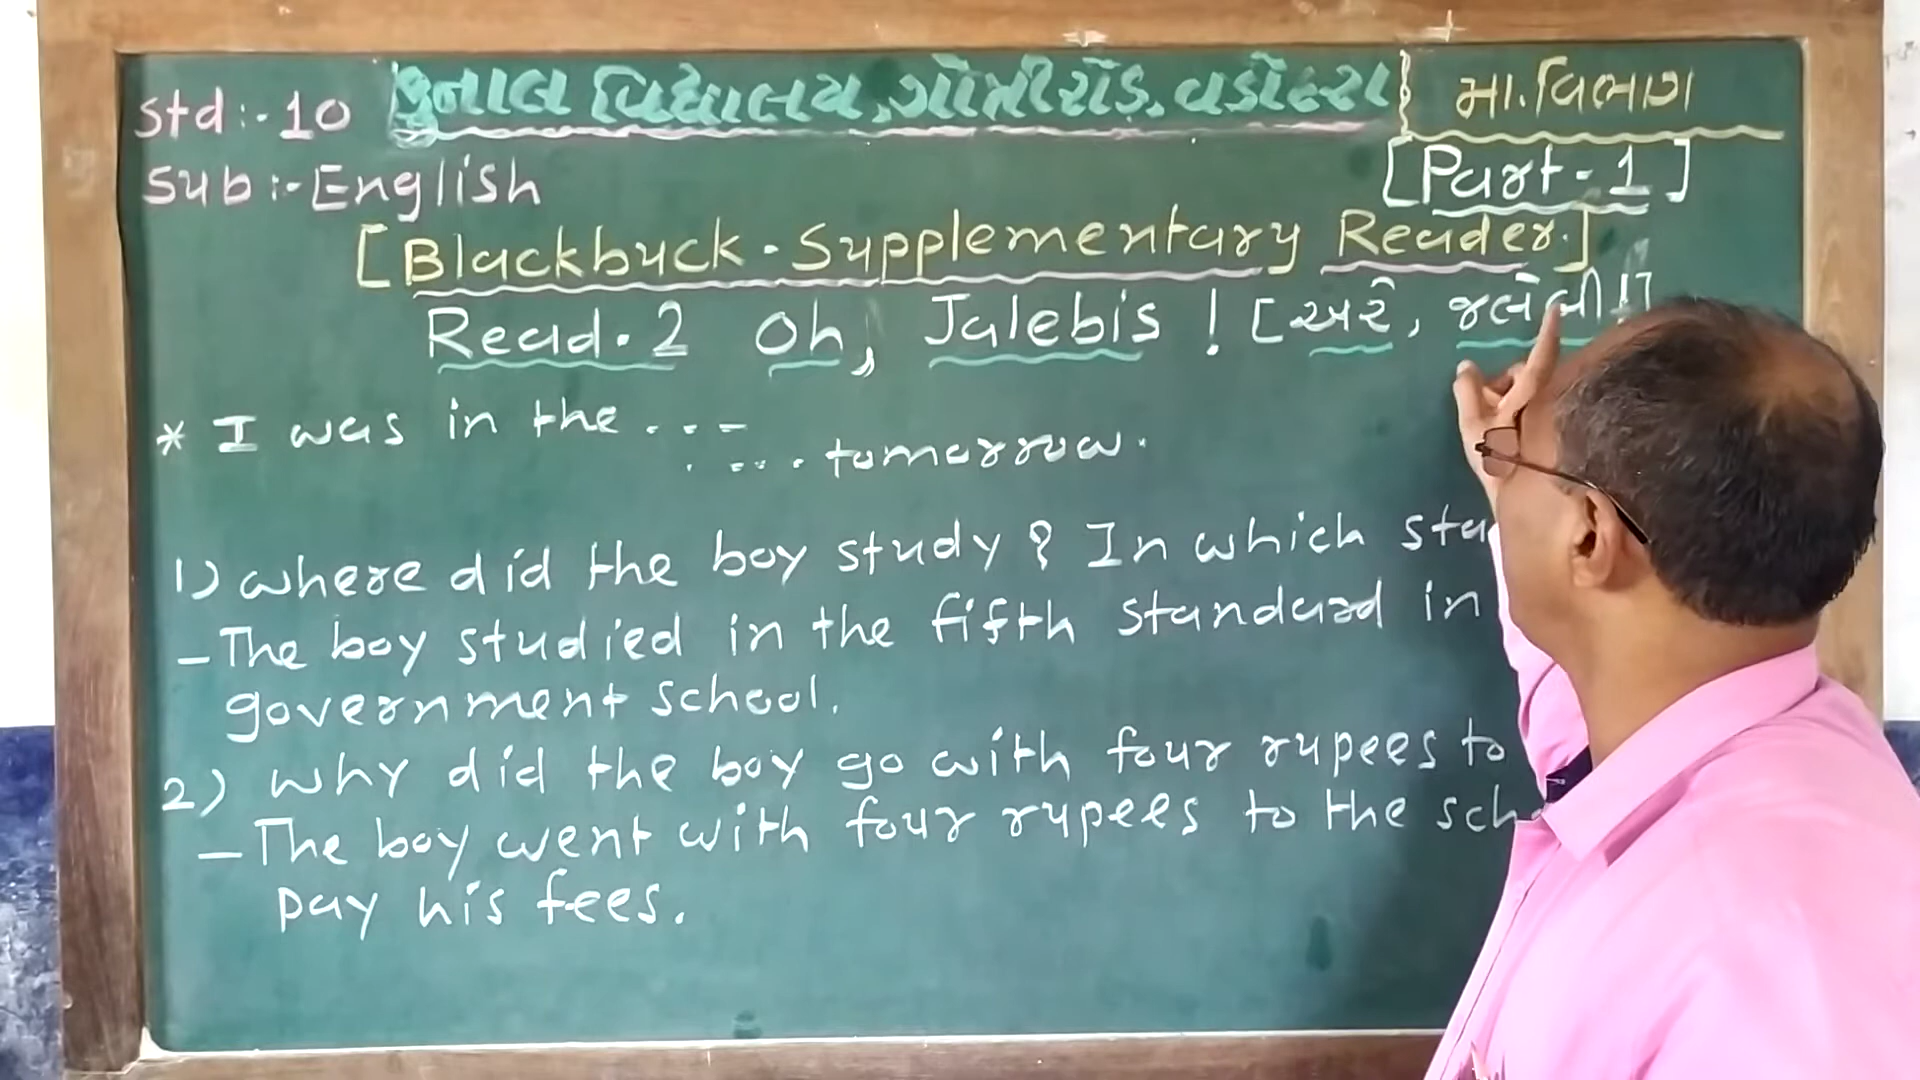 Std:-10 કુનાલ વિદ્યાલય, ગોત્રીરોડ, વડોદરા મા. વિભાગ
Sub:-English [Part-1]
[Blackbuck-Supplementary Reader.]
Read.2 Oh, Jalebis ! [અરે, જલેબી!]
* I was in the . . . -
. ... . tomorrow.
1) Where did the boy study ? In which
- The boy studied in the fifth standard in
government school.
2) Why did the boy go with four rupees to
- The boy went with four rupees to the
pay his fees.